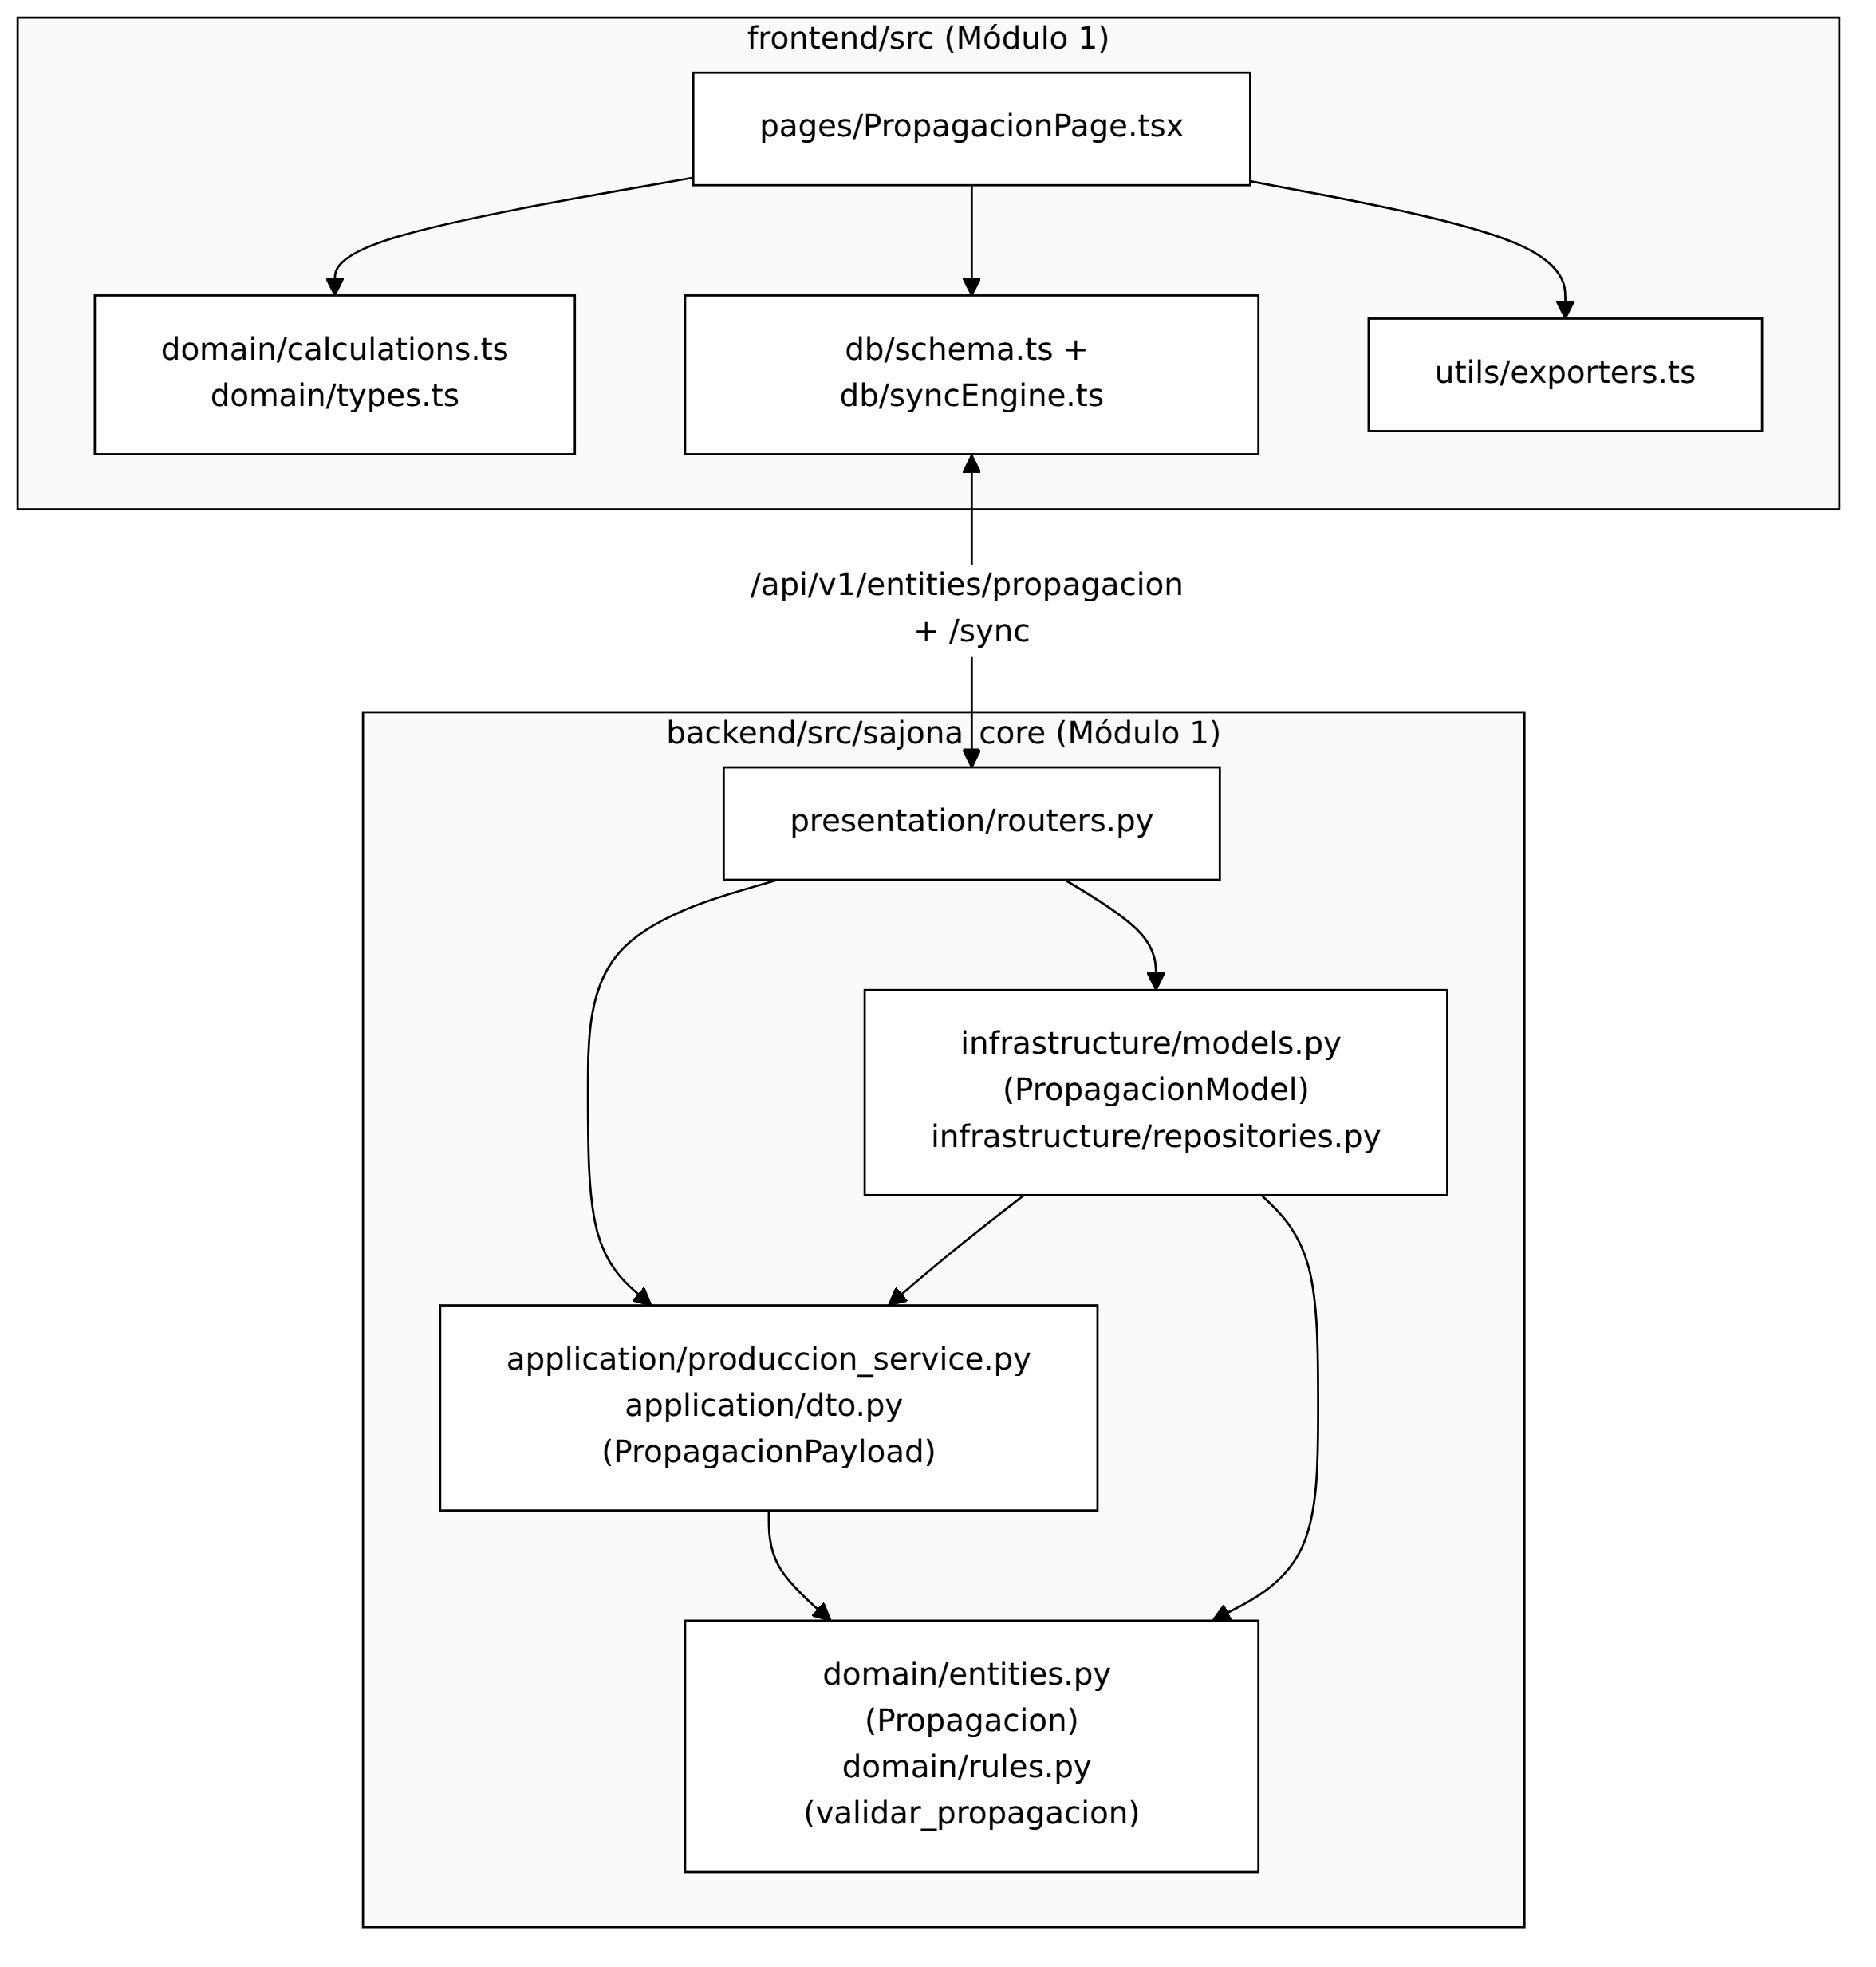 frontend/src (Módulo 1)
pages/PropagacionPage.tsx
domain/calculations.ts
domain/types.ts
db/schema.ts +
db/syncEngine.ts
utils/exporters.ts
/api/v1/entities/propagacion
+ /sync
backend/src/sajona_core (Módulo 1)
presentation/routers.py
infrastructure/models.py
(PropagacionModel)
infrastructure/repositories.py
application/produccion_service.py
application/dto.py
(PropagacionPayload)
domain/entities.py
(Propagacion)
domain/rules.py
(validar_propagacion)